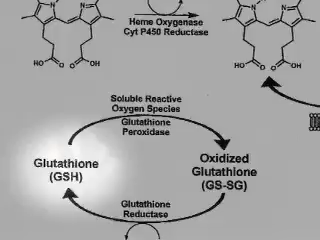 N
N
Heme Oxygenase
Cyt P450 Reductase
HO
O
O
OH
HO
O
O
OH
Soluble Reactive
Oxygen Species
Glutathione
Peroxidase
Glutathione
(GSH)
Oxidized
Glutathione
(GS-SG)
Glutathione
Reductase